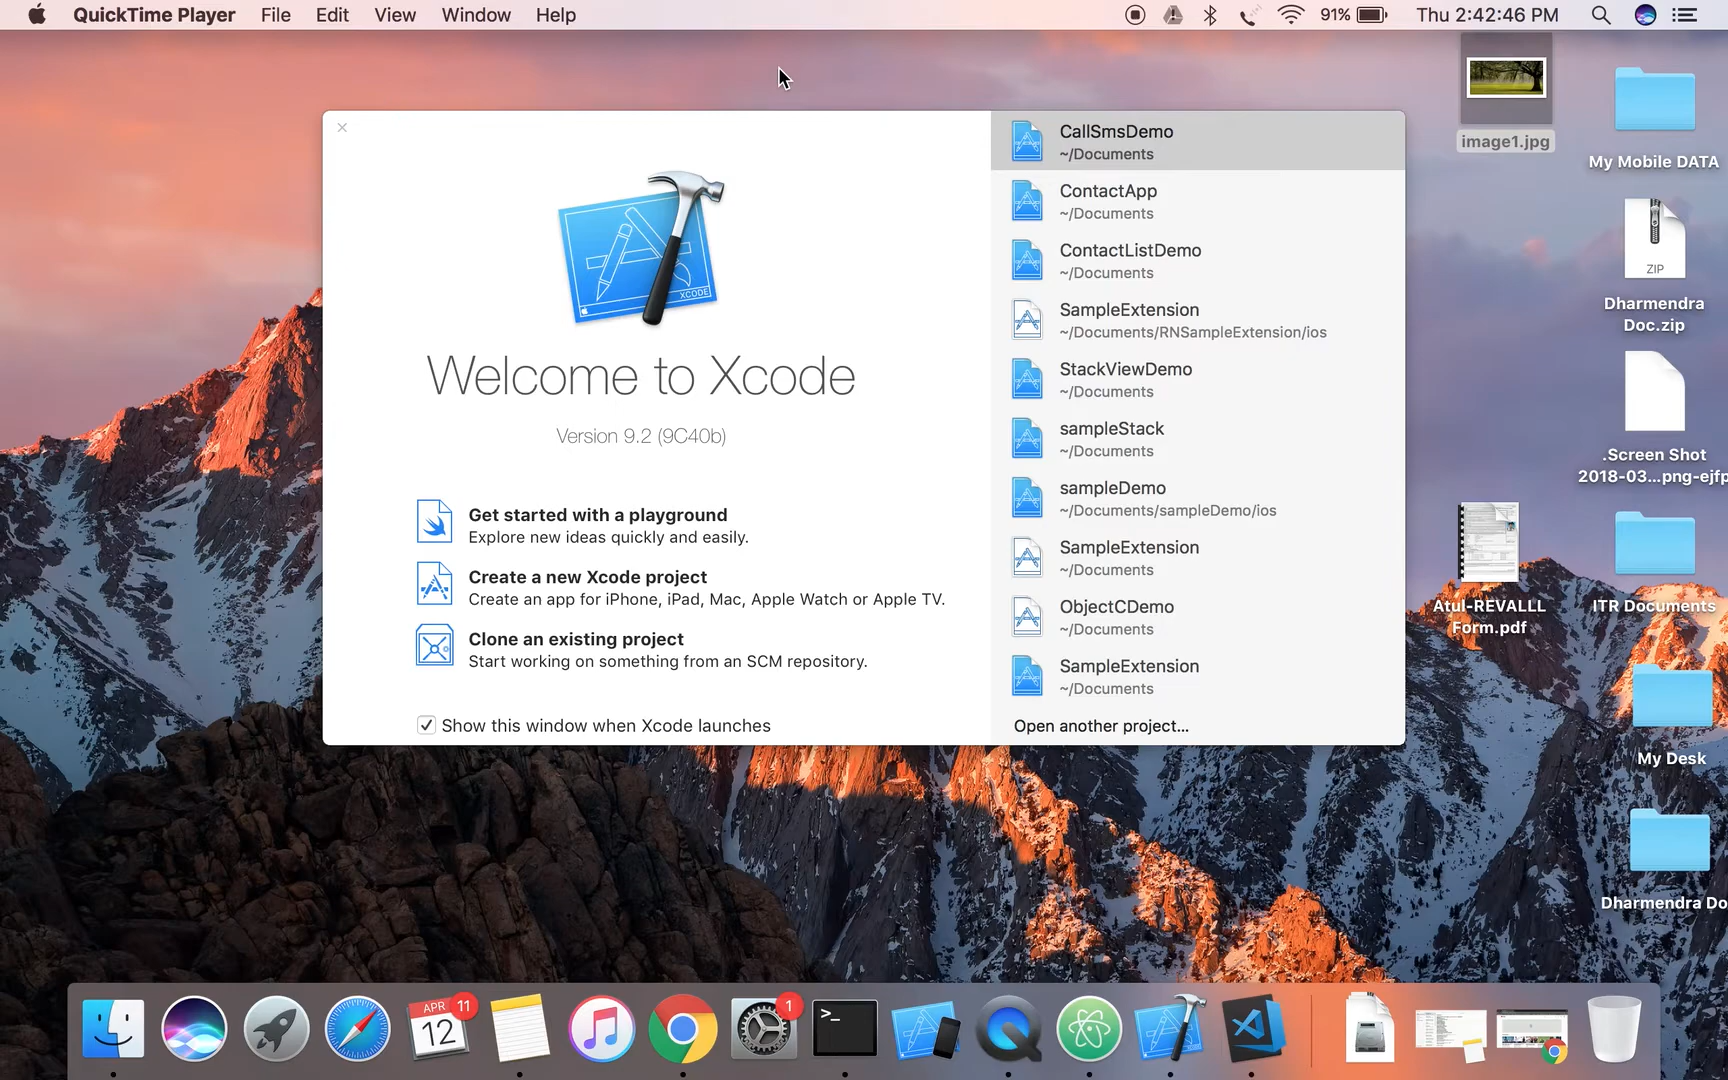 QuickTime Player File Edit View Window Help 91% Thu 2:42:46 PM
Welcome to Xcode
Version 9.2 (9C40b)
XCODE
Get started with a playground
Explore new ideas quickly and easily.
Create a new Xcode project
Create an app for iPhone, iPad, Mac, Apple Watch or Apple TV.
Clone an existing project
Start working on something from an SCM repository.
Show this window when Xcode launches
CallSmsDemo
~/Documents
ContactApp
~/Documents
ContactListDemo
~/Documents
SampleExtension
~/Documents/RNSampleExtension/ios
StackViewDemo
~/Documents
sampleStack
~/Documents
sampleDemo
~/Documents/sampleDemo/ios
SampleExtension
~/Documents
ObjectCDemo
~/Documents
SampleExtension
~/Documents
Open another project...
image1.jpg
My Mobile DATA
ZIP
Dharmendra
Doc.zip
.Screen Shot
2018-03...png-ejfp
Atul-REVALLL
Form.pdf
ITR Documents
My Desk
Dharmendra Do
APR
11
12
1
>_